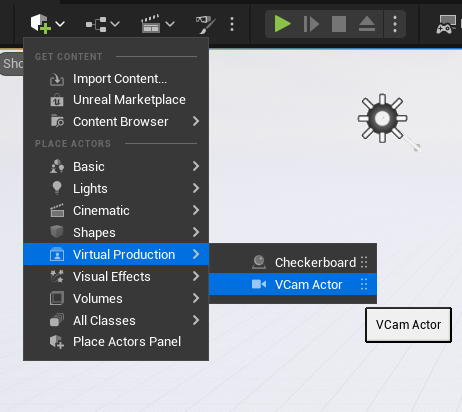 Sho
GET CONTENT
Import Content...
Unreal Marketplace
Content Browser
PLACE ACTORS
Basic
Lights
Cinematic
Shapes
Virtual Production
Visual Effects
Volumes
All Classes
Place Actors Panel
Checkerboard
VCam Actor
VCam Actor